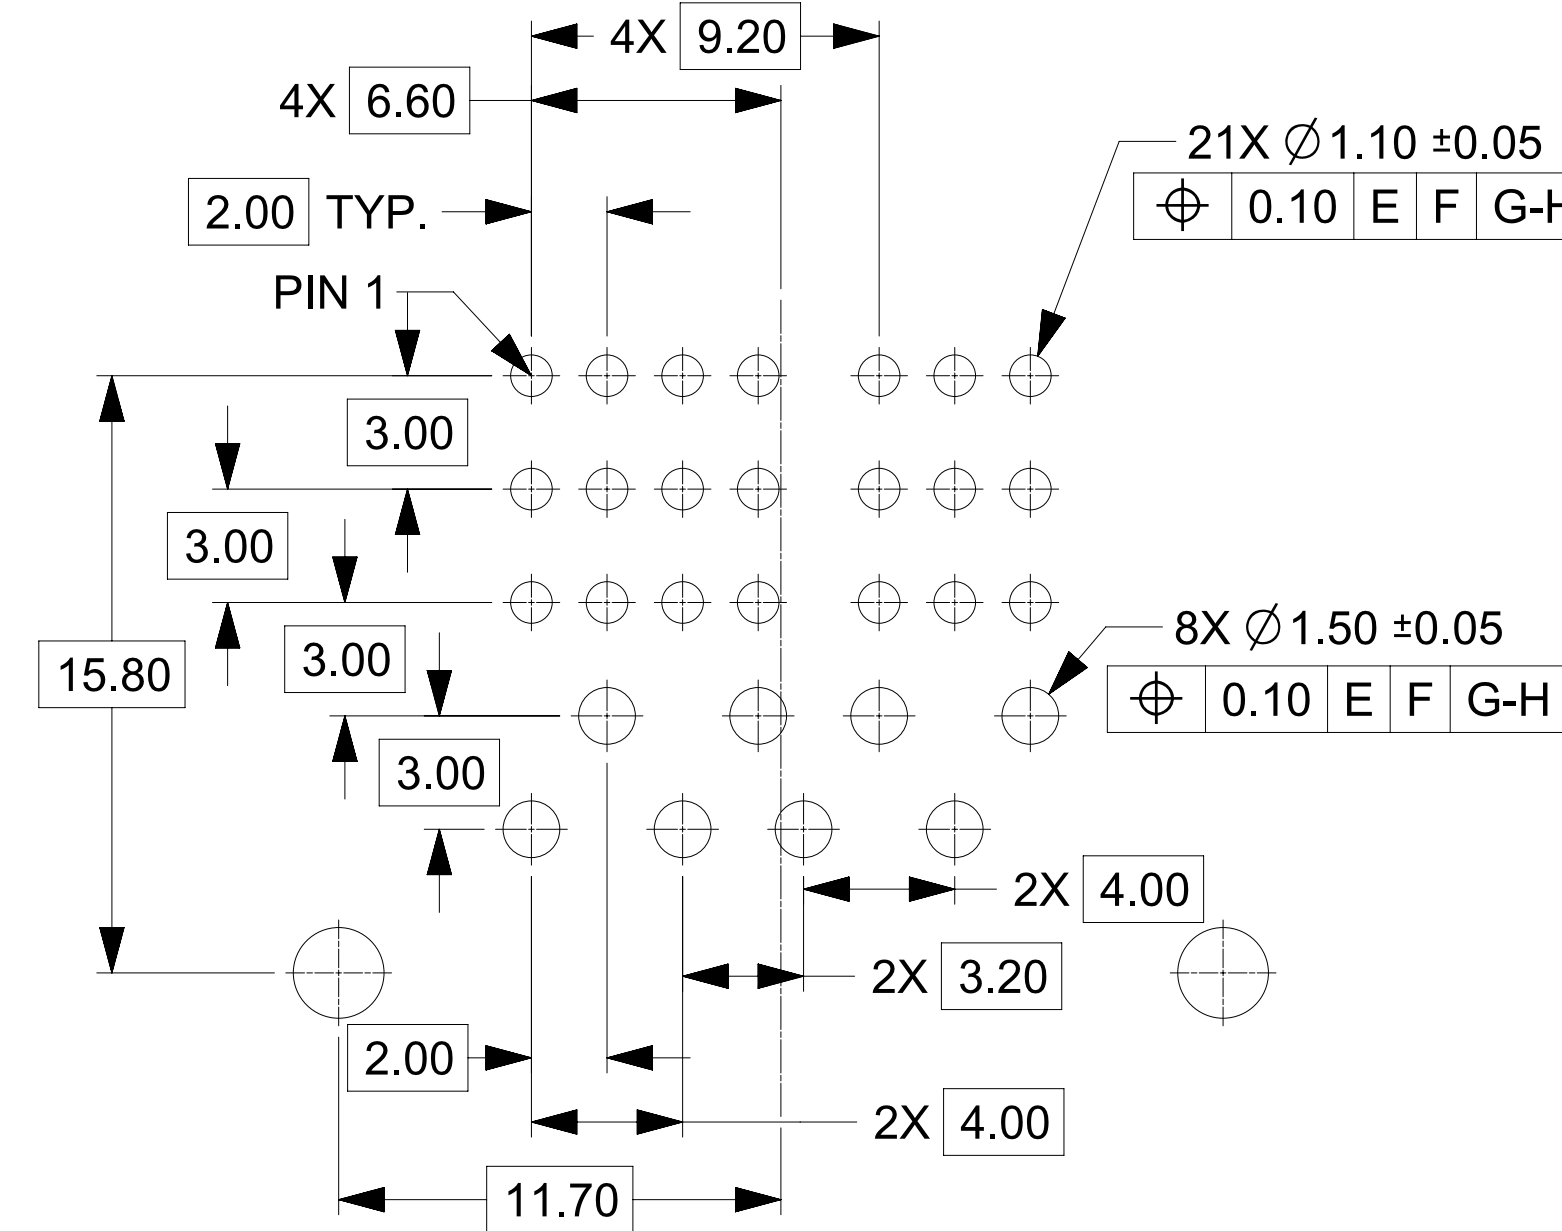 4X 9.20
4X 6.60
21X ∅1.10 ±0.05
⌖ 0.10 E F G-H
2.00 TYP.
PIN 1
3.00
3.00
8X ∅1.50 ±0.05
3.00
15.80
⌖ 0.10 E F G-H
3.00
2X 4.00
2X 3.20
2.00
2X 4.00
11.70